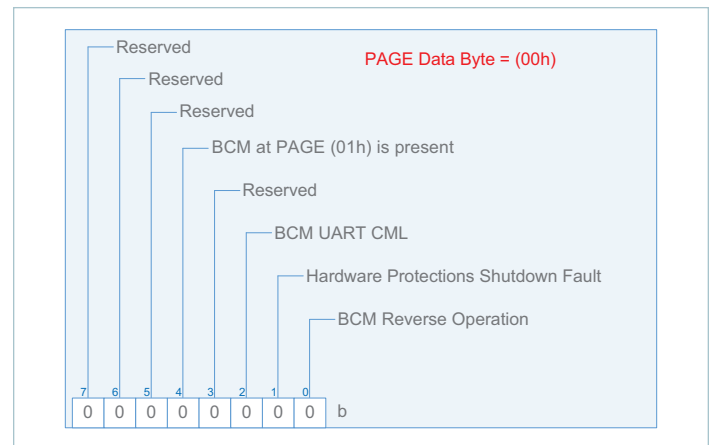 Reserved
PAGE Data Byte = (00h)
Reserved
Reserved
BCM at PAGE (01h) is present
Reserved
BCM UART CML
Hardware Protections Shutdown Fault
BCM Reverse Operation
7 6 5 4 3 2 1 0
0 0 0 0 0 0 0 0 b